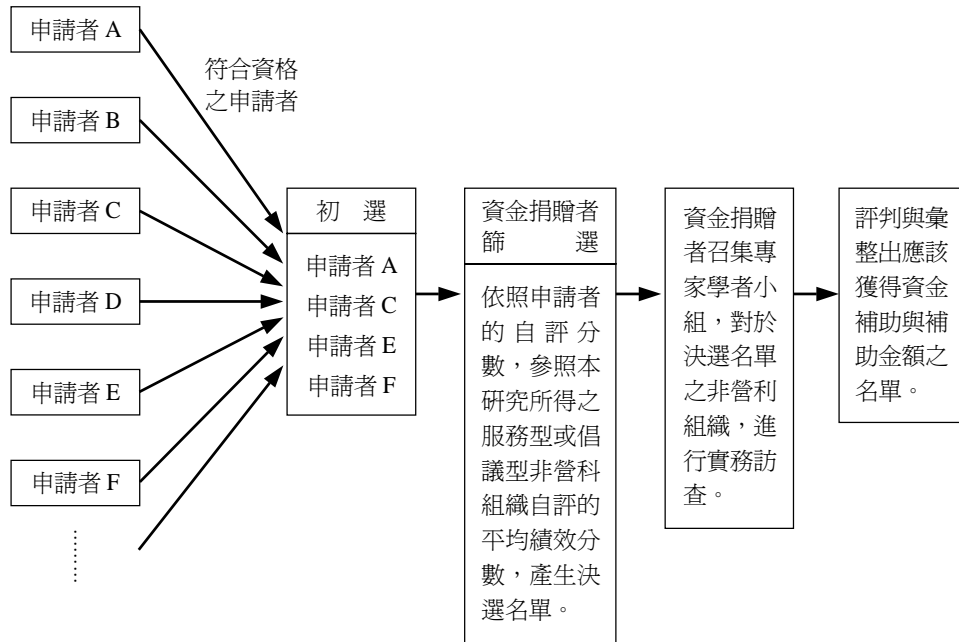 申請者 A
符合資格
之申請者
申請者 B
申請者 C
申請者 D
申請者 E
申請者 F
………
初 選
申請者 A
申請者 C
申請者 E
申請者 F
資金捐贈者
篩 選
依照申請者
的自評分
數，參照本
研究所得之
服務型或倡
議型非營科
組織自評的
平均績效分
數，產生決
選名單。
資金捐贈
者召集專
家學者小
組，對於
決選名單
之非營利
組織，進
行實務訪
查。
評判與彙
整出應該
獲得資金
補助與補
助金額之
名單。